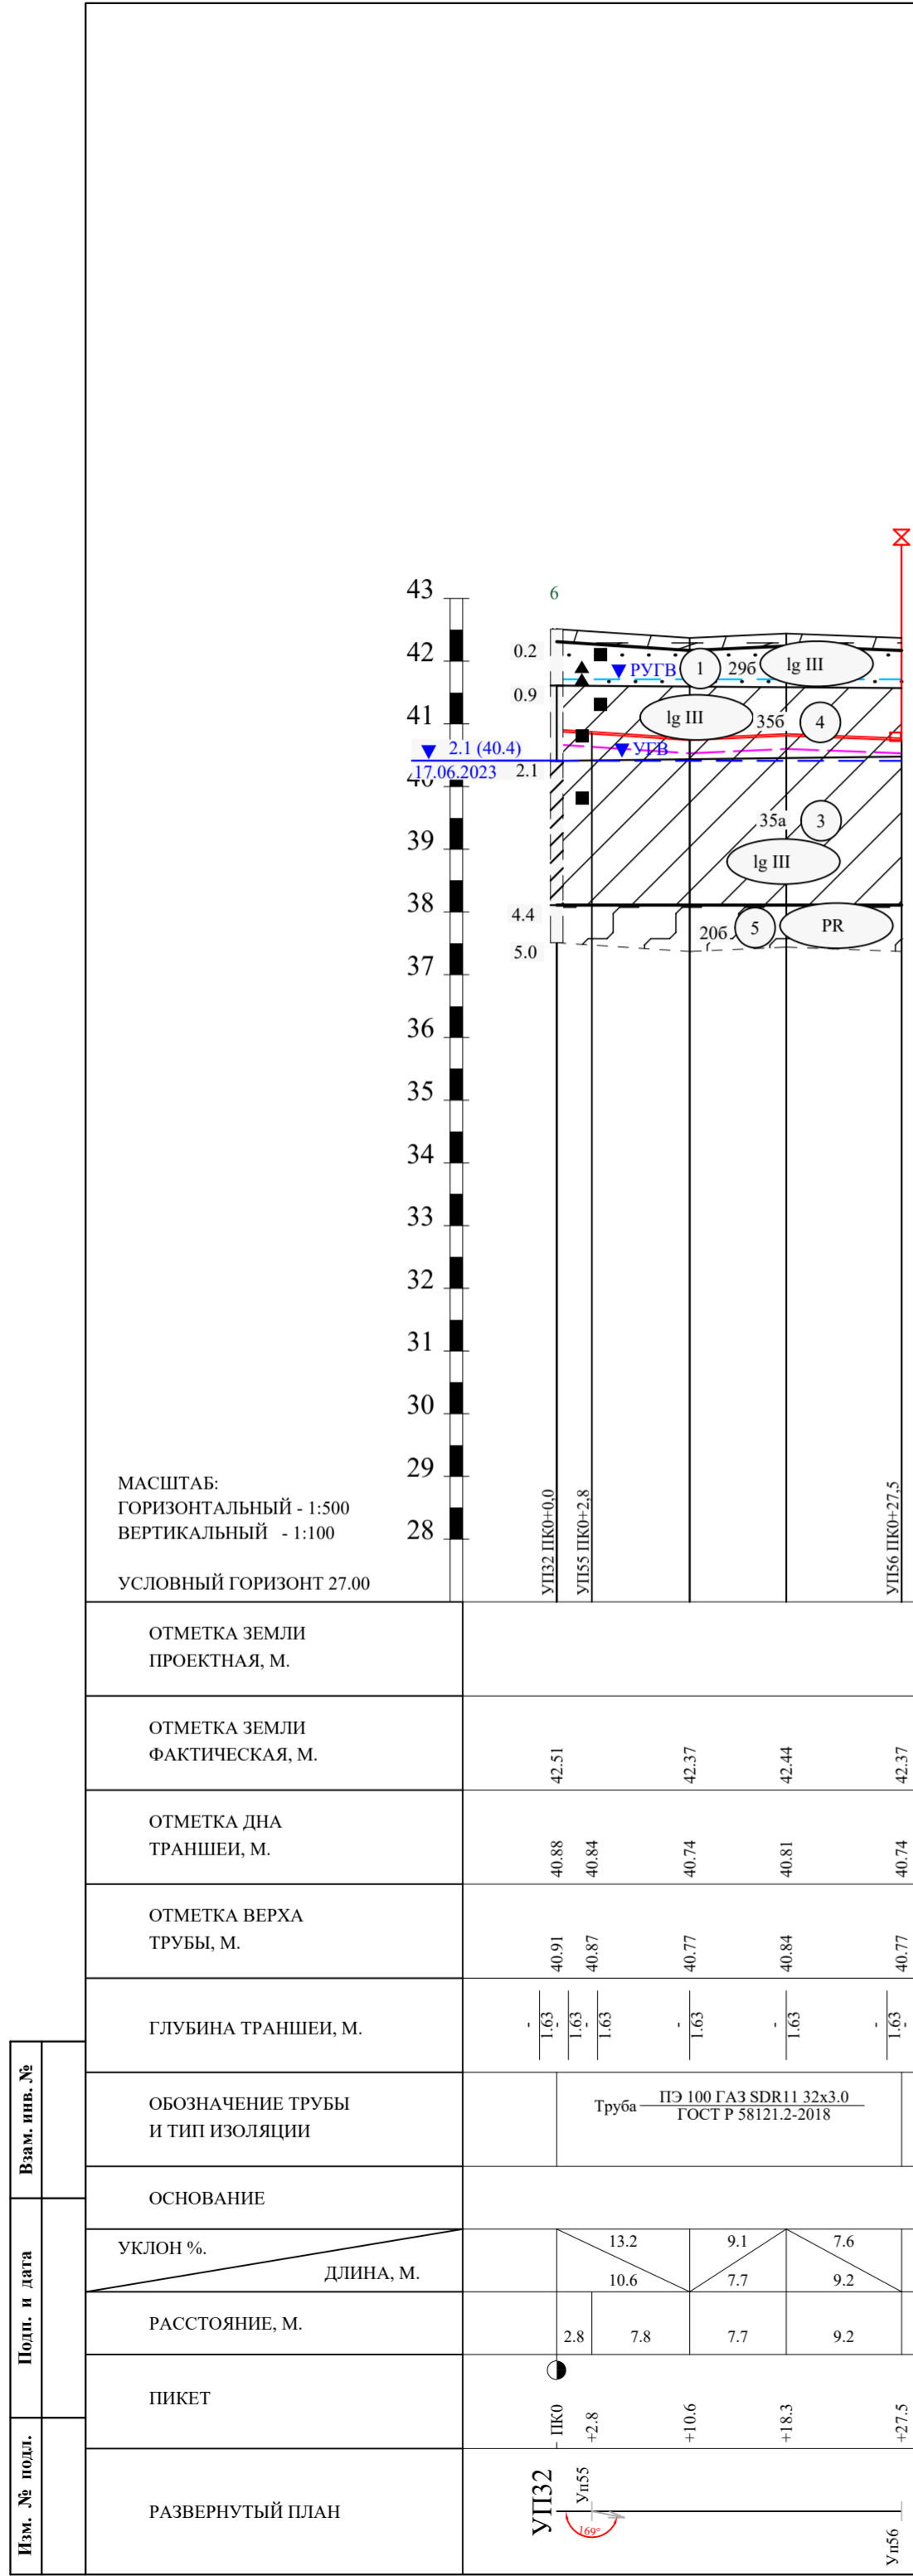 43
6
42
0.2
РУГВ
1
29б
lg III
0.9
41
lg III
35б
4
2.1 (40.4)
УГВ
17.06.2023
2.1
40
39
35а
3
lg III
38
4.4
20б
5
PR
5.0
37
36
35
34
33
32
31
30
29
28
МАСШТАБ:
ГОРИЗОНТАЛЬНЫЙ - 1:500
ВЕРТИКАЛЬНЫЙ - 1:100
УСЛОВНЫЙ ГОРИЗОНТ 27.00
УП32 ПК0+0,0
УП55 ПК0+2,8
УП56 ПК0+27,5
ОТМЕТКА ЗЕМЛИ
ПРОЕКТНАЯ, М.
ОТМЕТКА ЗЕМЛИ
ФАКТИЧЕСКАЯ, М.
42.51
42.37
42.44
42.37
ОТМЕТКА ДНА
ТРАНШЕИ, М.
40.88
40.84
40.74
40.81
40.74
ОТМЕТКА ВЕРХА
ТРУБЫ, М.
40.91
40.87
40.77
40.84
40.77
ГЛУБИНА ТРАНШЕИ, М.
-
1.63
-
1.63
-
1.63
-
1.63
-
1.63
-
1.63
-
ОБОЗНАЧЕНИЕ ТРУБЫ
И ТИП ИЗОЛЯЦИИ
Труба
ПЭ 100 ГАЗ SDR11 32х3.0
ГОСТ Р 58121.2-2018
ОСНОВАНИЕ
УКЛОН %.
ДЛИНА, М.
13.2
9.1
7.6
10.6
7.7
9.2
РАССТОЯНИЕ, М.
2.8
7.8
7.7
9.2
ПИКЕТ
- ПК0
+2.8
+10.6
+18.3
+27.5
РАЗВЕРНУТЫЙ ПЛАН
УП32
Уп55
169°
Уп56
Взам. инв. №
Подп. и дата
Изм. № подл.